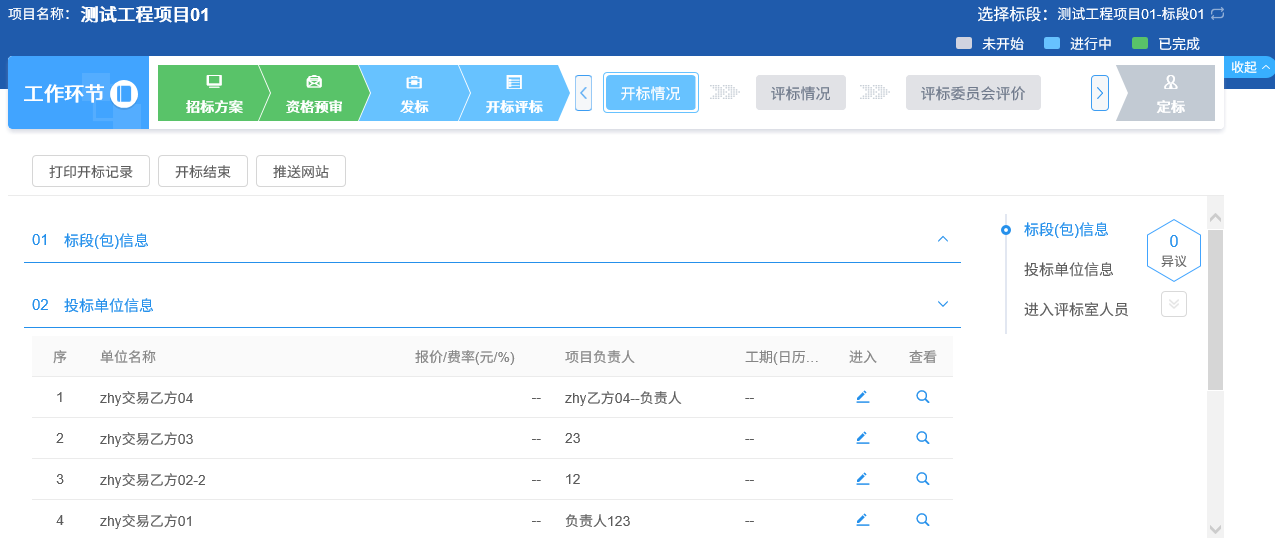 项目名称: 测试工程项目01
选择标段: 测试工程项目01-标段01
未开始 进行中 已完成
收起
工作环节
招标方案 资格预审 发标 开标评标
开标情况 评标情况 评标委员会评价
定标
打印开标记录 开标结束 推送网站
01 标段(包)信息
02 投标单位信息
序 单位名称 报价/费率(元/%) 项目负责人 工期(日历... 进入 查看
1 zhy交易乙方04 -- zhy乙方04--负责人 --
2 zhy交易乙方03 -- 23 --
3 zhy交易乙方02-2 -- 12 --
4 zhy交易乙方01 -- 负责人123 --
标段(包)信息
投标单位信息
进入评标室人员
0
异议